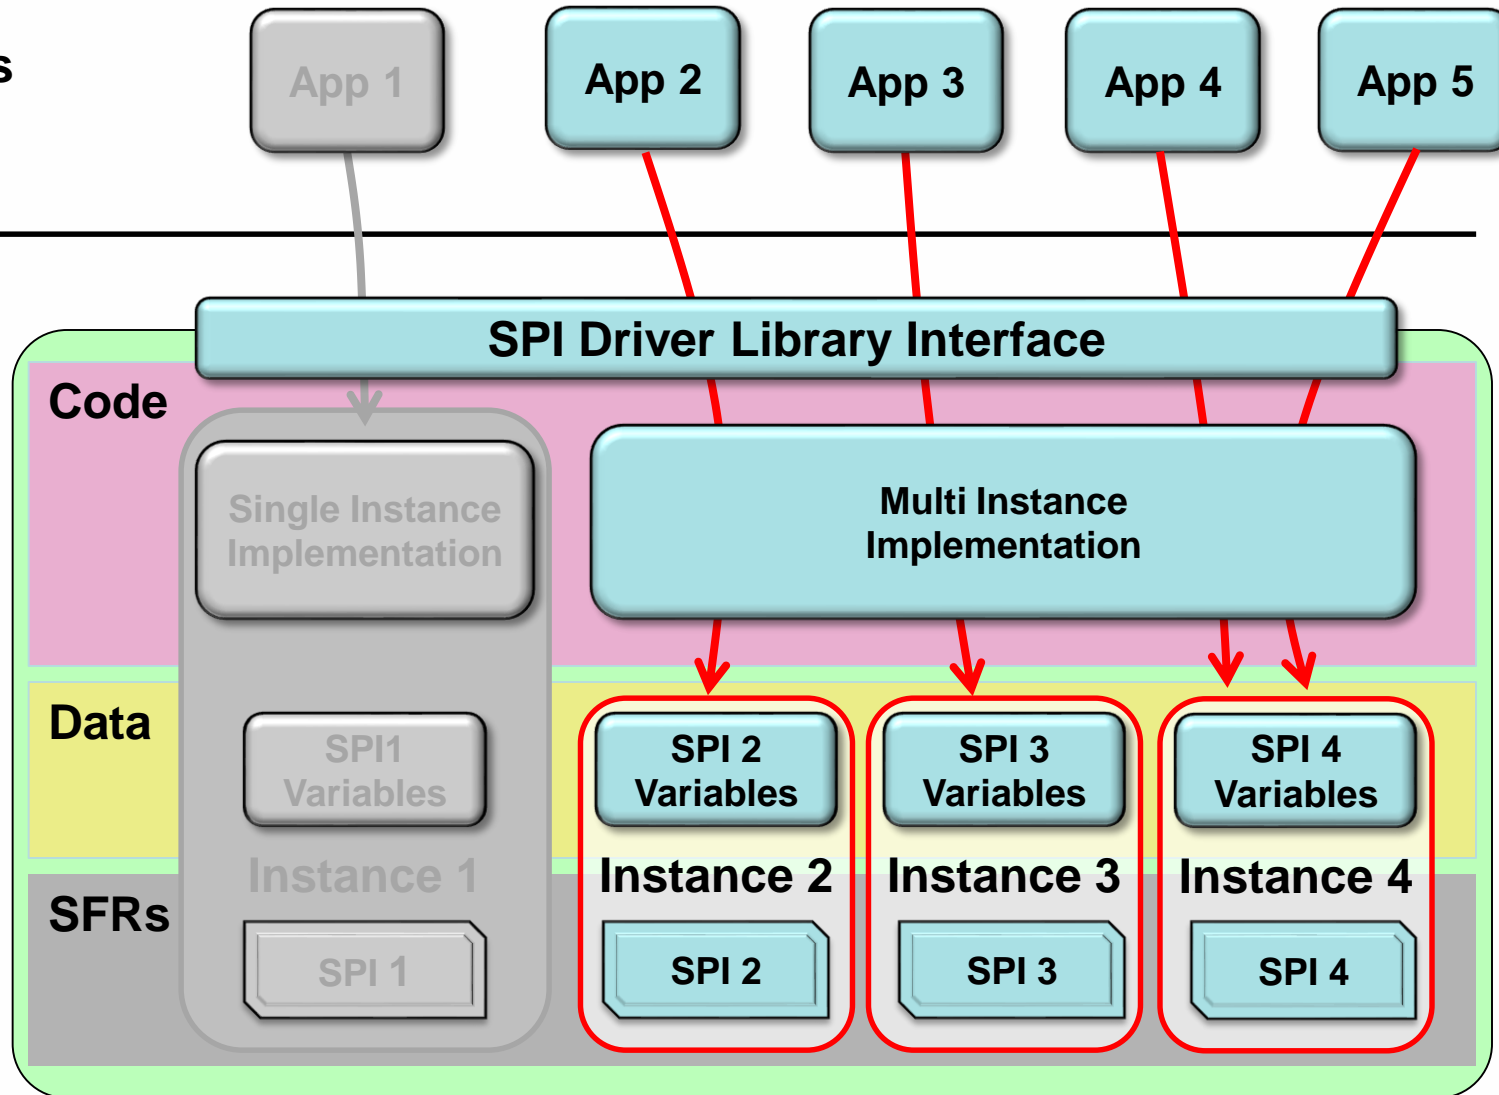 s
App 1
App 2
App 3
App 4
App 5
SPI Driver Library Interface
Code
Single Instance
Implementation
Multi Instance
Implementation
Data
SPI1
Variables
SPI 2
Variables
SPI 3
Variables
SPI 4
Variables
Instance 1
Instance 2
Instance 3
Instance 4
SFRs
SPI 1
SPI 2
SPI 3
SPI 4